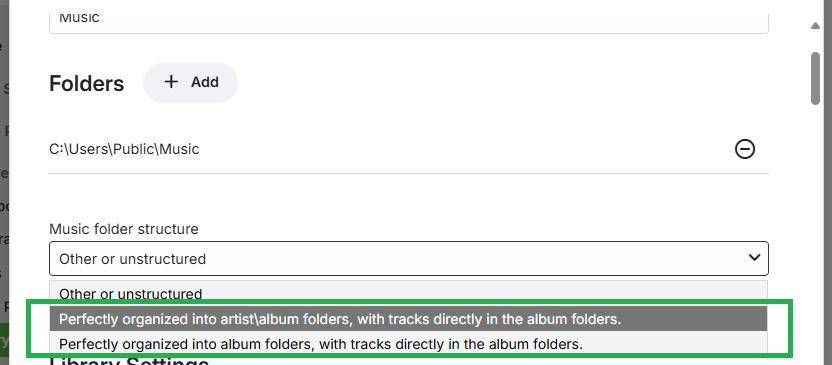 Music
Folders
Add
C:\Users\Public\Music
Music folder structure
Other or unstructured
Other or unstructured
Perfectly organized into artist\album folders, with tracks directly in the album folders.
Perfectly organized into album folders, with tracks directly in the album folders.
Library Settings